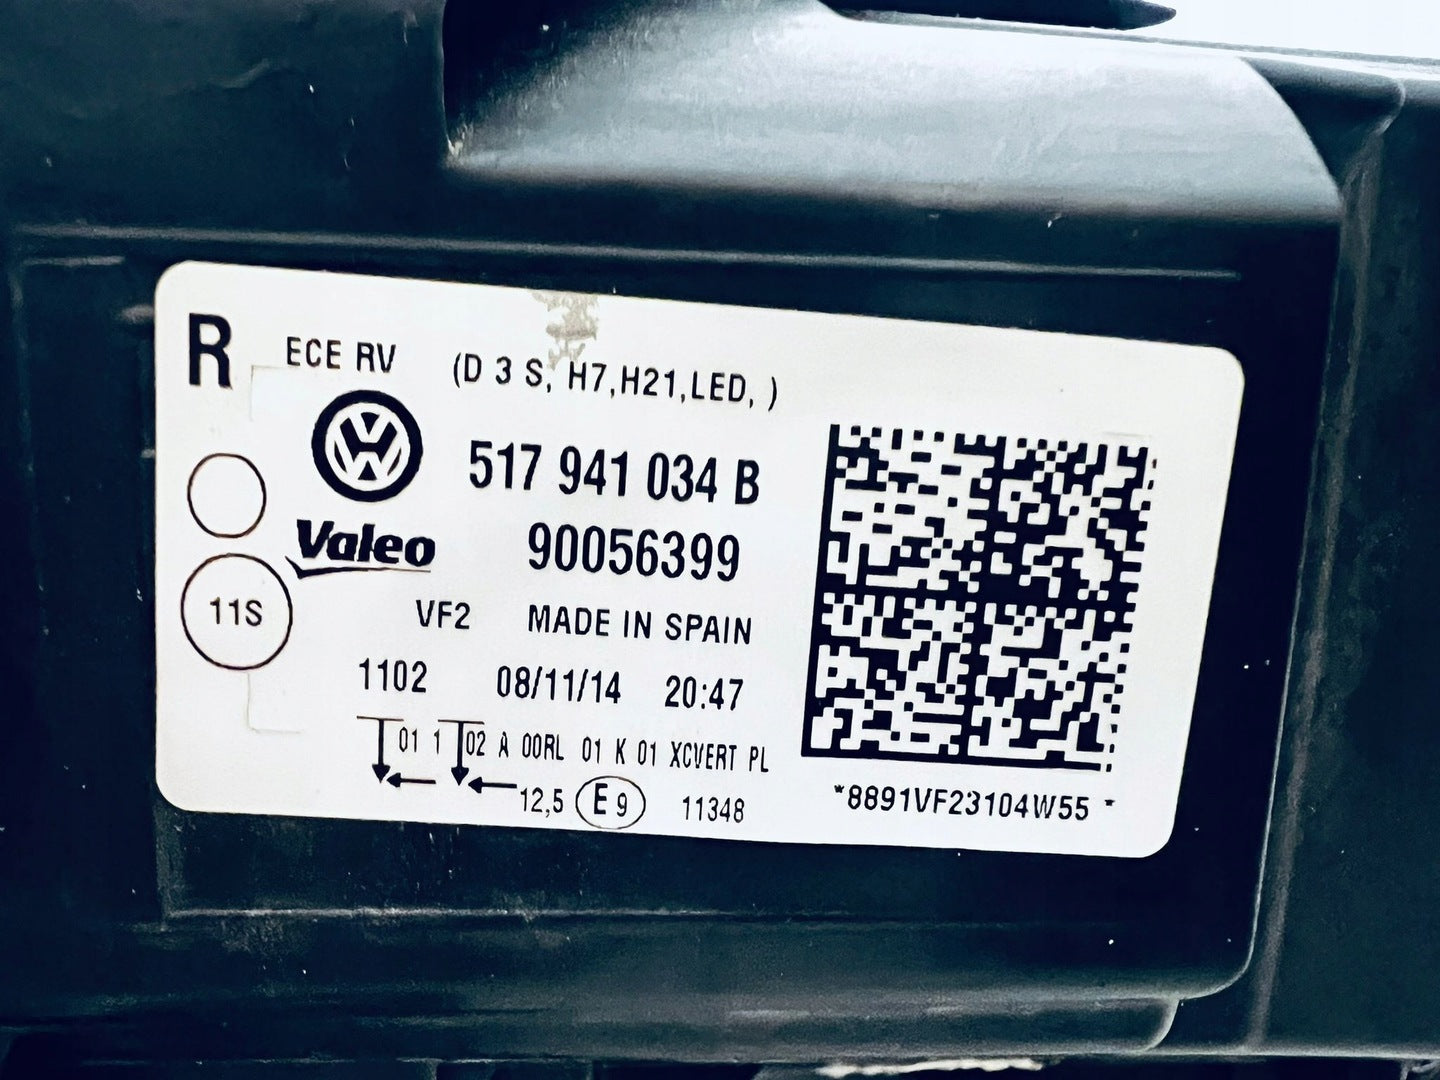 R ECE RV (D 3 S, H7,H21,LED, )
517 941 034 B
Valeo 90056399
11S VF2 MADE IN SPAIN
1102 08/11/14 20:47
01 1 02 A 00RL 01 K 01 XCVERT PL
12,5 E 9 11348
*8891VF23104W55 *